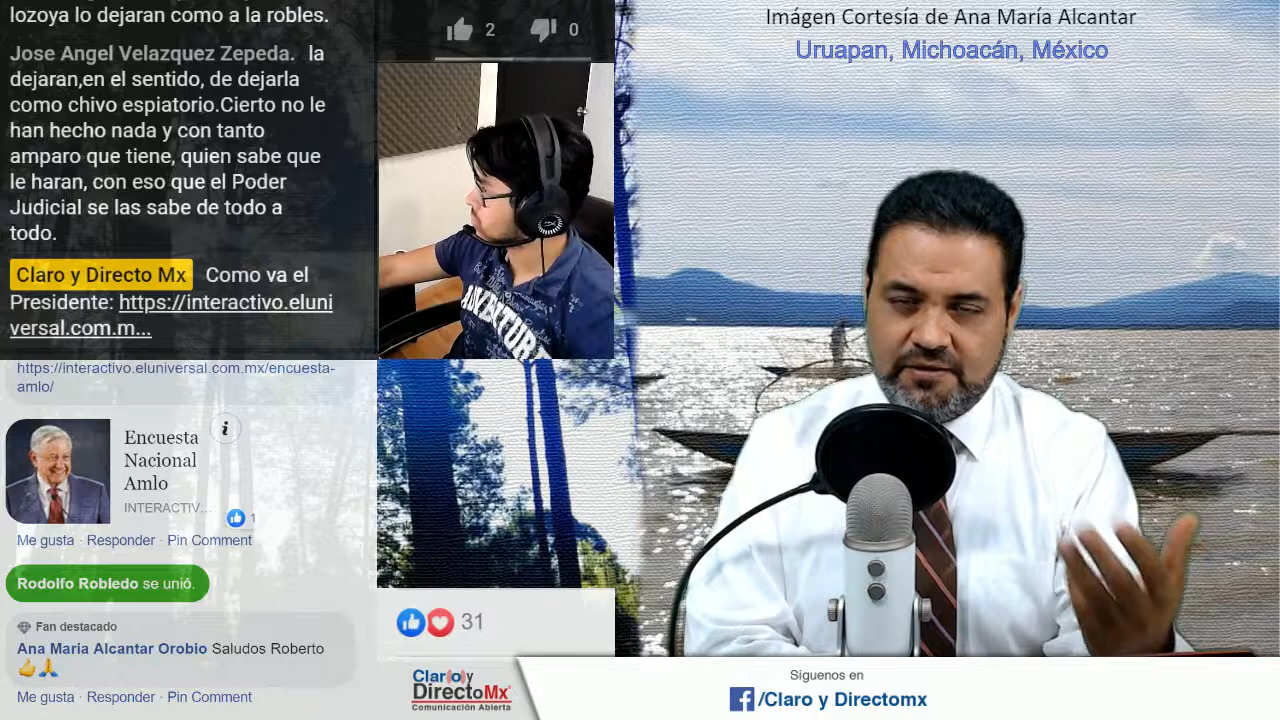 lozoya lo dejaran como a la robles.
Jose Angel Velazquez Zepeda. la
dejaran,en el sentido, de dejarla
como chivo espiatorio.Cierto no le
han hecho nada y con tanto
amparo que tiene, quien sabe que
le haran, con eso que el Poder
Judicial se las sabe de todo a
todo.
Claro y Directo Mx Como va el
Presidente: https://interactivo.eluni
versal.com.m...
https://interactivo.eluniversal.com.mx/encuesta-
amlo/
Encuesta
Nacional
Amlo
INTERACTIV...
1
Me gusta · Responder · Pin Comment
Rodolfo Robledo se unió.
Fan destacado
Ana Maria Alcantar Orobio Saludos Roberto
Me gusta · Responder · Pin Comment
2 0
ADVENTURE
31
Claro y
DirectoMx
Comunicación Abierta
Imágen Cortesía de Ana María Alcantar
Uruapan, Michoacán, México
Síguenos en
/Claro y Directomx